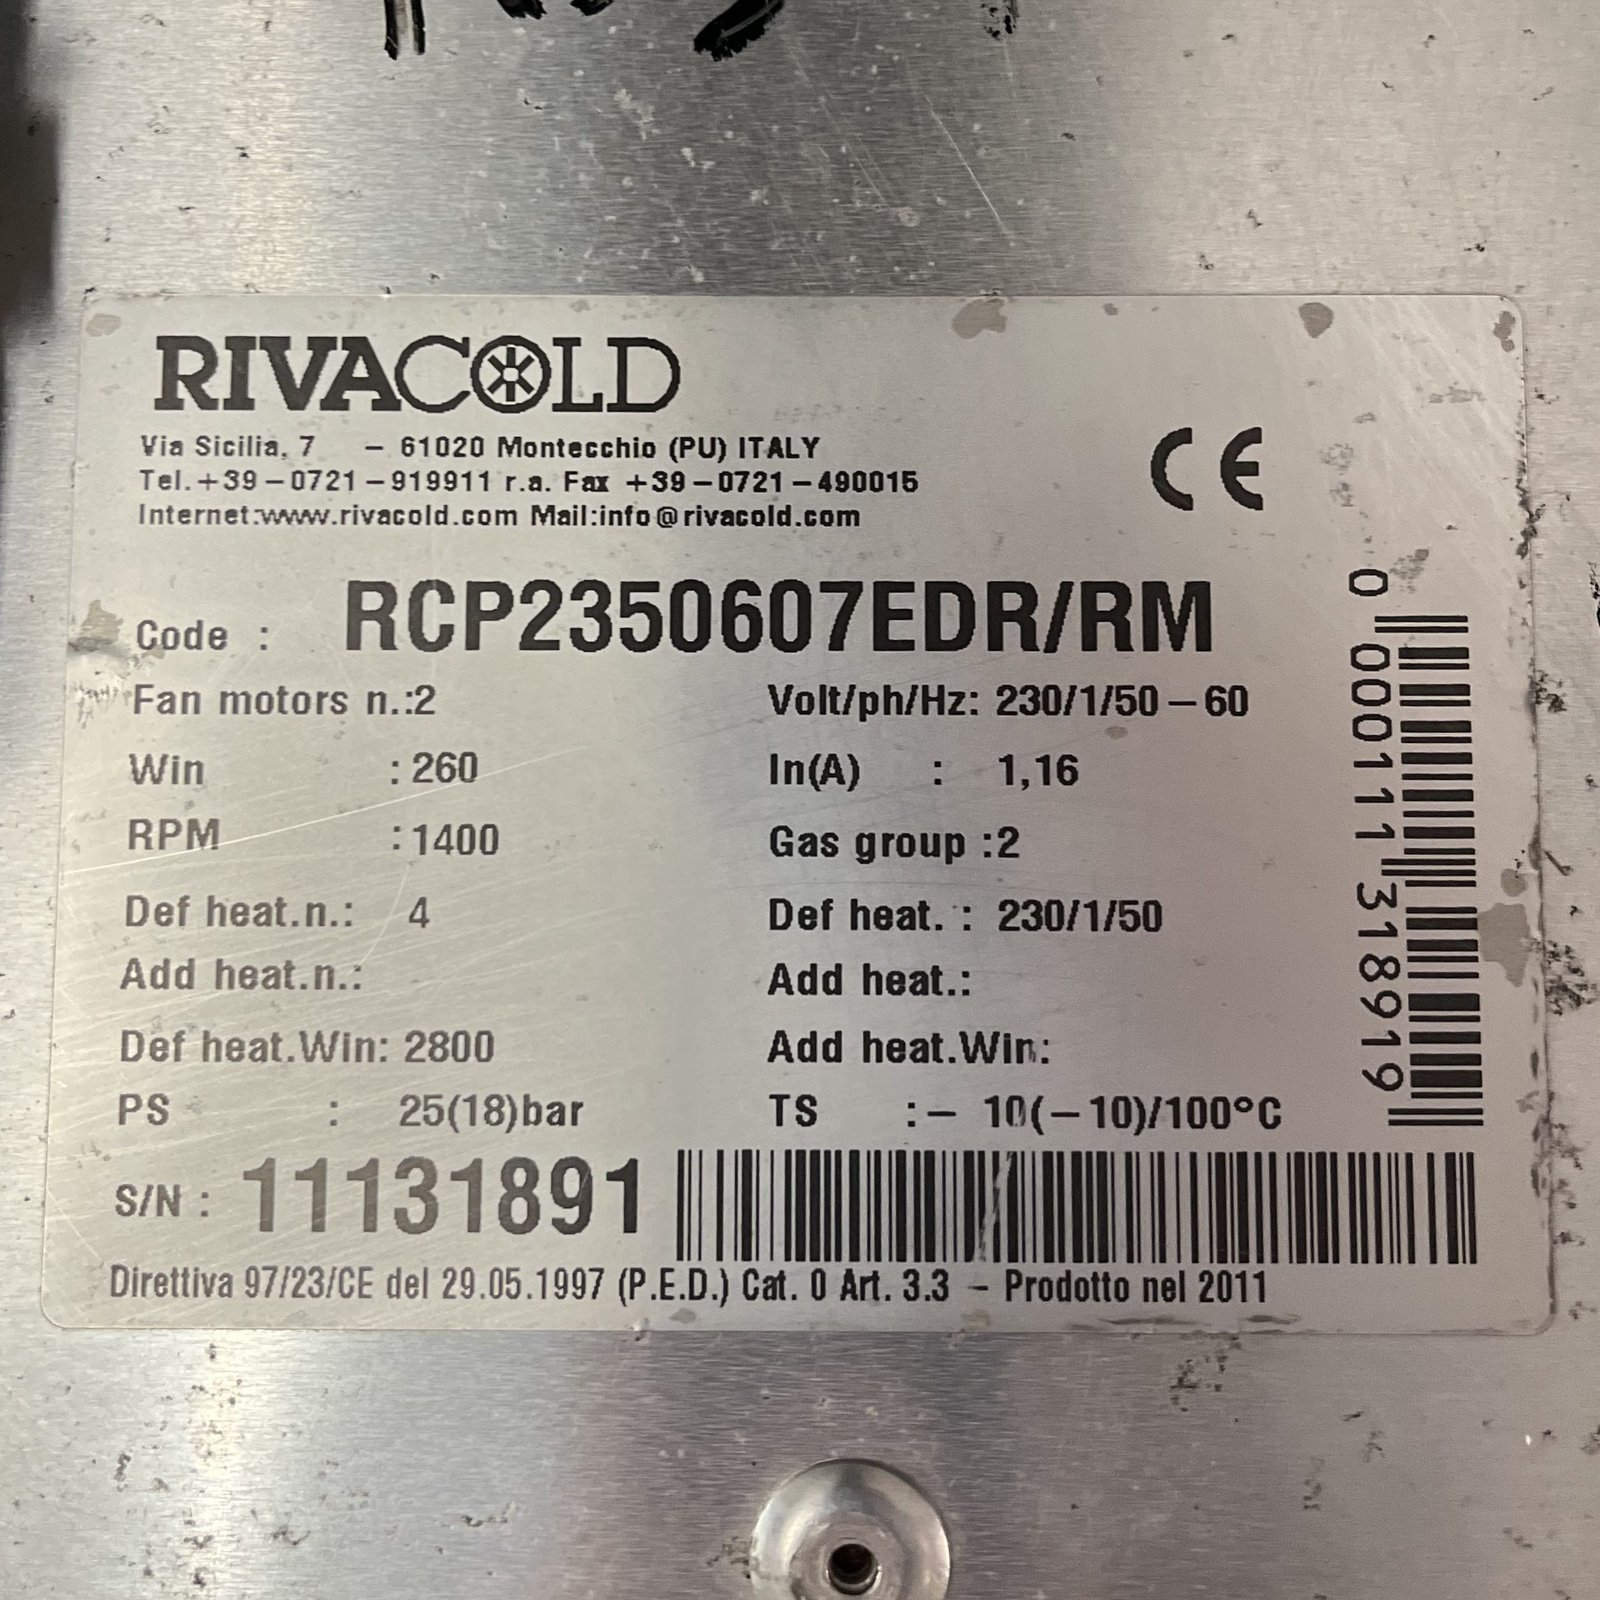 RIVACOLD
Via Sicilia, 7 - 61020 Montecchio (PU) ITALY
Tel.+39-0721-919911 r.a. Fax +39-0721-490015
Internet:www.rivacold.com Mail:info@rivacold.com
CE
Code : RCP2350607EDR/RM
Fan motors n.:2 Volt/ph/Hz: 230/1/50-60
Win :260 In(A) : 1,16
RPM :1400 Gas group :2
Def heat.n.: 4 Def heat. : 230/1/50
Add heat.n.: Add heat.:
Def heat.Win: 2800 Add heat.Win:
PS : 25(18)bar TS :- 10(-10)/100°C
S/N : 11131891
Direttiva 97/23/CE del 29.05.1997 (P.E.D.) Cat. 0 Art. 3.3 - Prodotto nel 2011
0 000111 318919